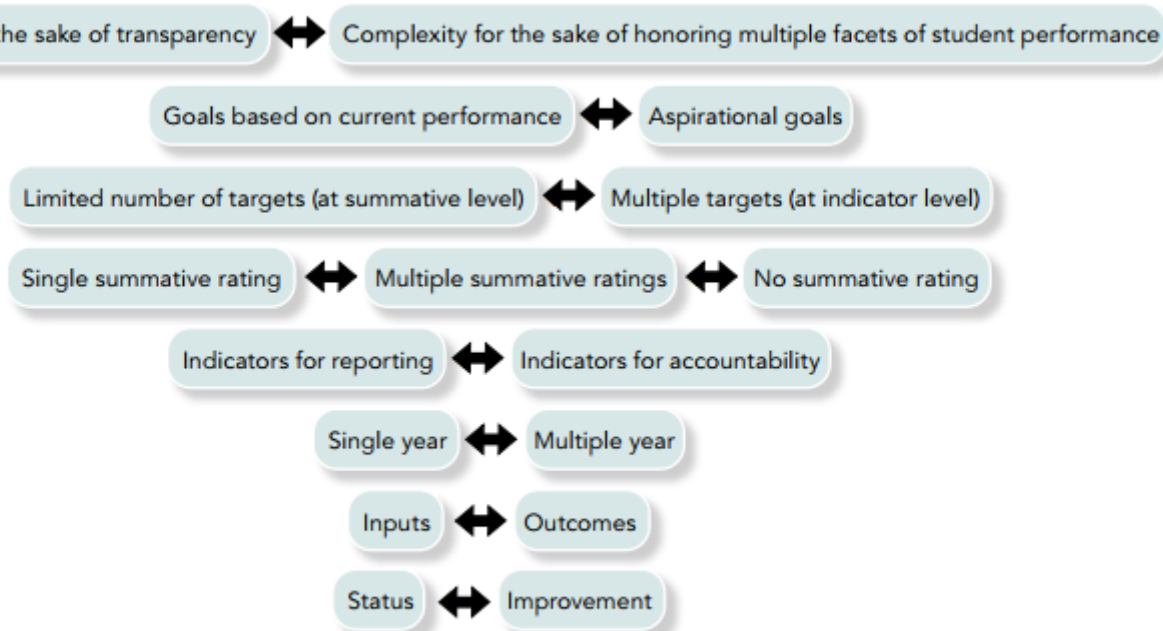 the sake of transparency Complexity for the sake of honoring multiple facets of student performance
Goals based on current performance Aspirational goals
Limited number of targets (at summative level) Multiple targets (at indicator level)
Single summative rating Multiple summative ratings No summative rating
Indicators for reporting Indicators for accountability
Single year Multiple year
Inputs Outcomes
Status Improvement